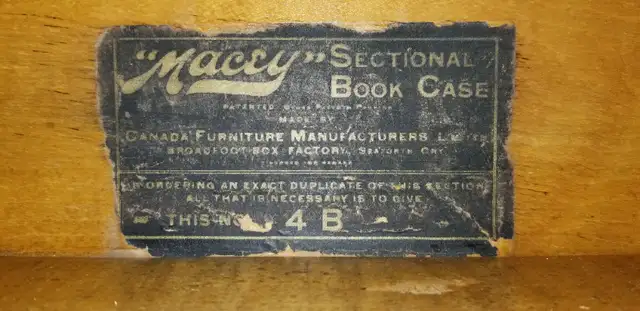 "Macey" SECTIONAL
BOOK CASE
PATENTED
MADE BY
CANADA FURNITURE MANUFACTURERS LIMITED
BROADFOOT-BOX FACTORY, SEAFORTH ONT
IN ORDERING AN EXACT DUPLICATE OF THIS SECTION
ALL THAT IS NECESSARY IS TO GIVE
THIS NO. 4 B